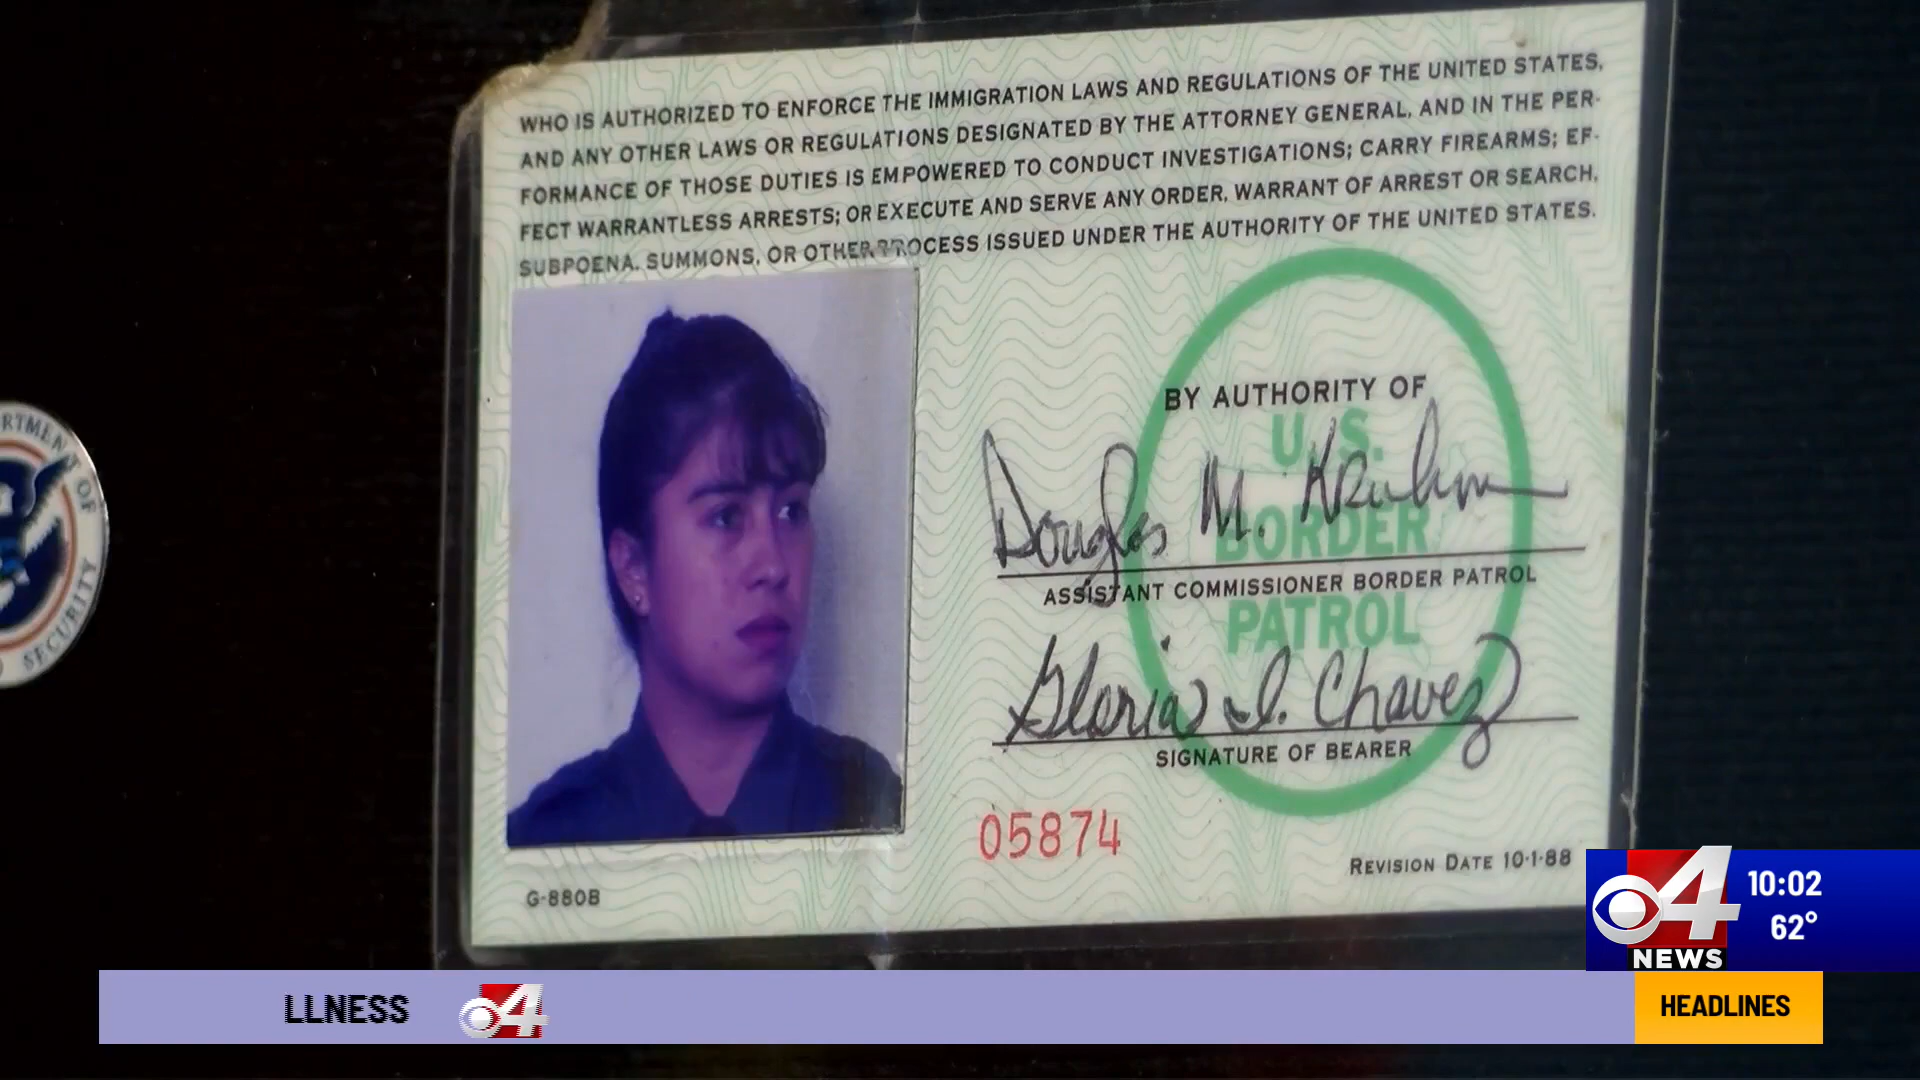 WHO IS AUTHORIZED TO ENFORCE THE IMMIGRATION LAWS AND REGULATIONS OF THE UNITED STATES,
AND ANY OTHER LAWS OR REGULATIONS DESIGNATED BY THE ATTORNEY GENERAL, AND IN THE PER-
FORMANCE OF THOSE DUTIES IS EMPOWERED TO CONDUCT INVESTIGATIONS; CARRY FIREARMS; EF-
FECT WARRANTLESS ARRESTS; OR EXECUTE AND SERVE ANY ORDER, WARRANT OF ARREST OR SEARCH,
SUBPOENA, SUMMONS, OR OTHER PROCESS ISSUED UNDER THE AUTHORITY OF THE UNITED STATES.
BY AUTHORITY OF
U.S.
BORDER
PATROL
Douglas M.
ASSISTANT COMMISSIONER BORDER PATROL
Gloria I. Chavez
SIGNATURE OF BEARER
05874
REVISION DATE 10·1·88
G-880B
RTMENT OF
SECURITY
4
NEWS
10:02
62°
LLNESS
4
HEADLINES